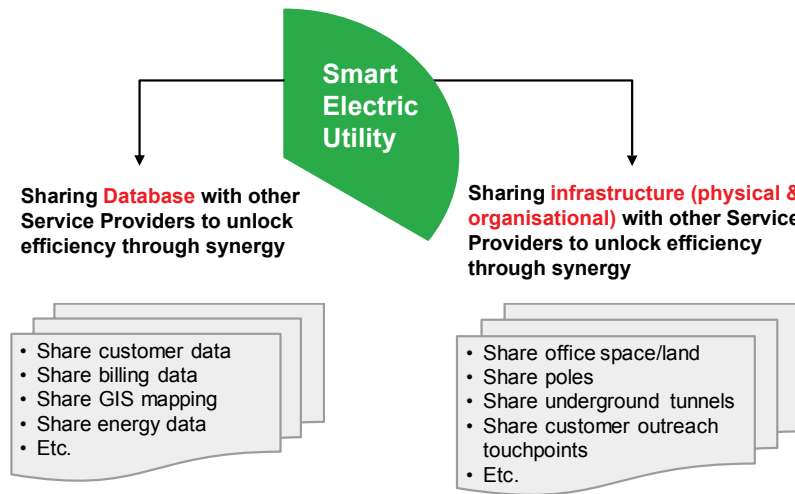 Smart
Electric
Utility
Sharing Database with other
Service Providers to unlock
efficiency through synergy
• Share customer data
• Share billing data
• Share GIS mapping
• Share energy data
• Etc.
Sharing infrastructure (physical &
organisational) with other Service
Providers to unlock efficiency
through synergy
• Share office space/land
• Share poles
• Share underground tunnels
• Share customer outreach
touchpoints
• Etc.